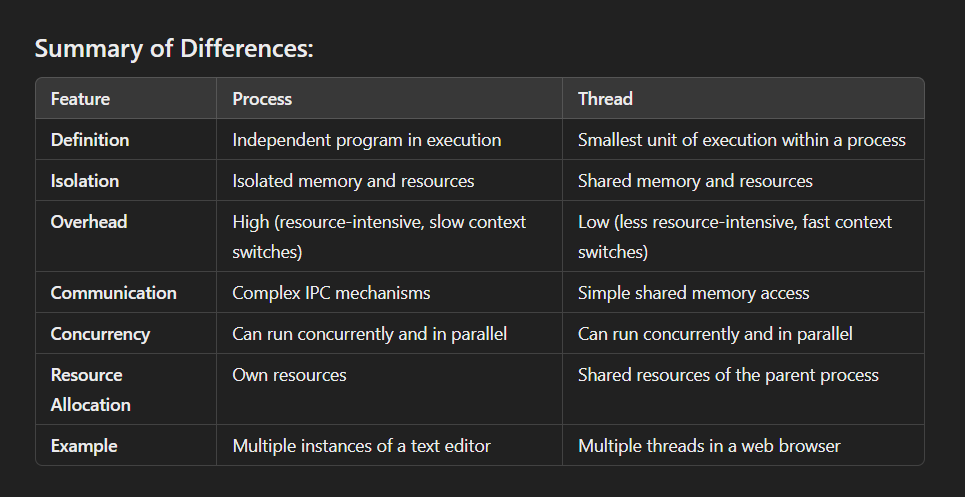 Summary of Differences:
Feature Process Thread
Definition Independent program in execution Smallest unit of execution within a process
Isolation Isolated memory and resources Shared memory and resources
Overhead High (resource-intensive, slow context Low (less resource-intensive, fast context
switches) switches)
Communication Complex IPC mechanisms Simple shared memory access
Concurrency Can run concurrently and in parallel Can run concurrently and in parallel
Resource Own resources Shared resources of the parent process
Allocation
Example Multiple instances of a text editor Multiple threads in a web browser